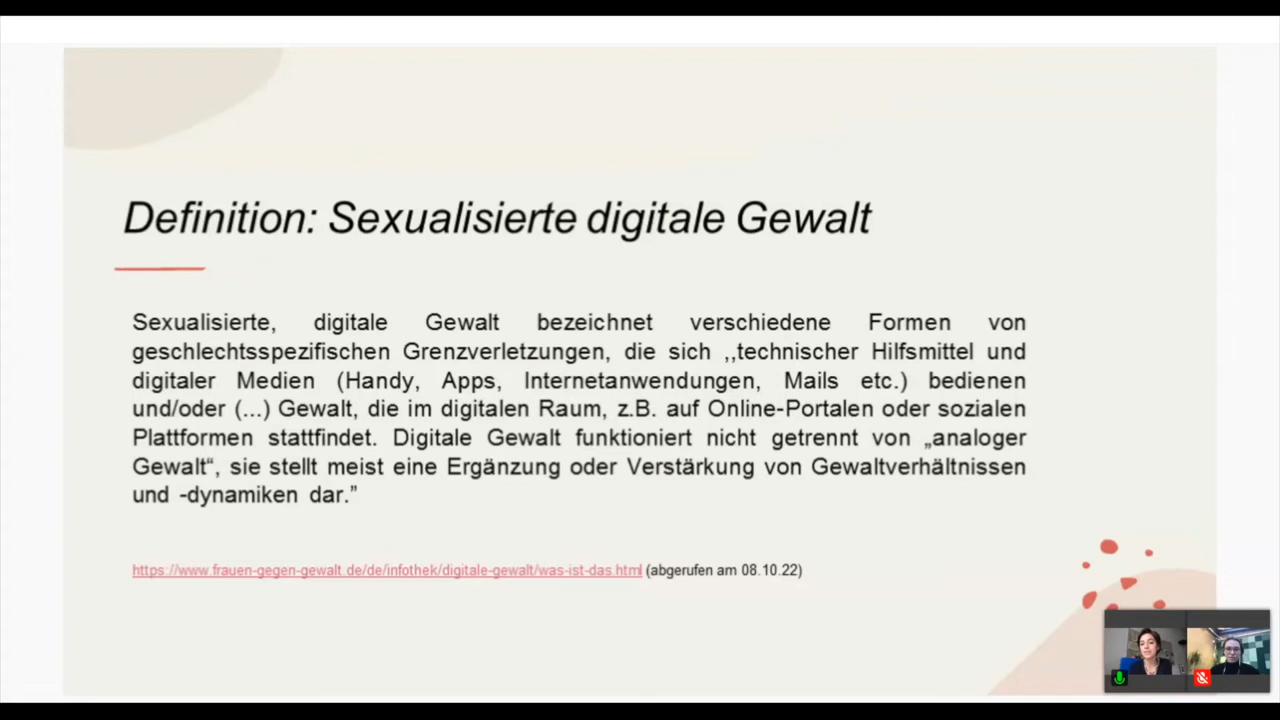 Definition: Sexualisierte digitale Gewalt
Sexualisierte, digitale Gewalt bezeichnet verschiedene Formen von
geschlechtsspezifischen Grenzverletzungen, die sich ,,technischer Hilfsmittel und
digitaler Medien (Handy, Apps, Internetanwendungen, Mails etc.) bedienen
und/oder (...) Gewalt, die im digitalen Raum, z.B. auf Online-Portalen oder sozialen
Plattformen stattfindet. Digitale Gewalt funktioniert nicht getrennt von „analoger
Gewalt“, sie stellt meist eine Ergänzung oder Verstärkung von Gewaltverhältnissen
und -dynamiken dar.”
https://www.frauen-gegen-gewalt.de/de/infothek/digitale-gewalt/was-ist-das.html (abgerufen am 08.10.22)